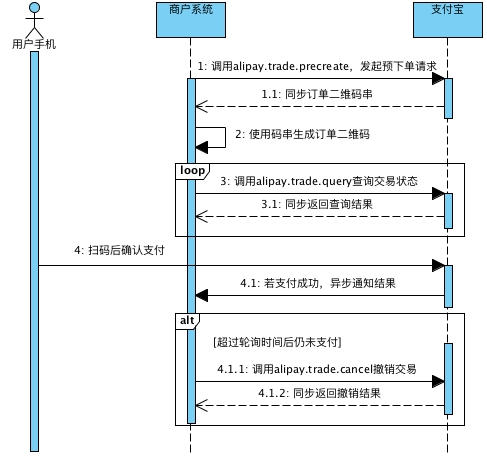 用户手机
商户系统
支付宝
1: 调用alipay.trade.precreate，发起预下单请求
1.1: 同步订单二维码串
2: 使用码串生成订单二维码
loop
3: 调用alipay.trade.query查询交易状态
3.1: 同步返回查询结果
4: 扫码后确认支付
4.1: 若支付成功，异步通知结果
alt
[超过轮询时间后仍未支付]
4.1.1: 调用alipay.trade.cancel撤销交易
4.1.2: 同步返回撤销结果